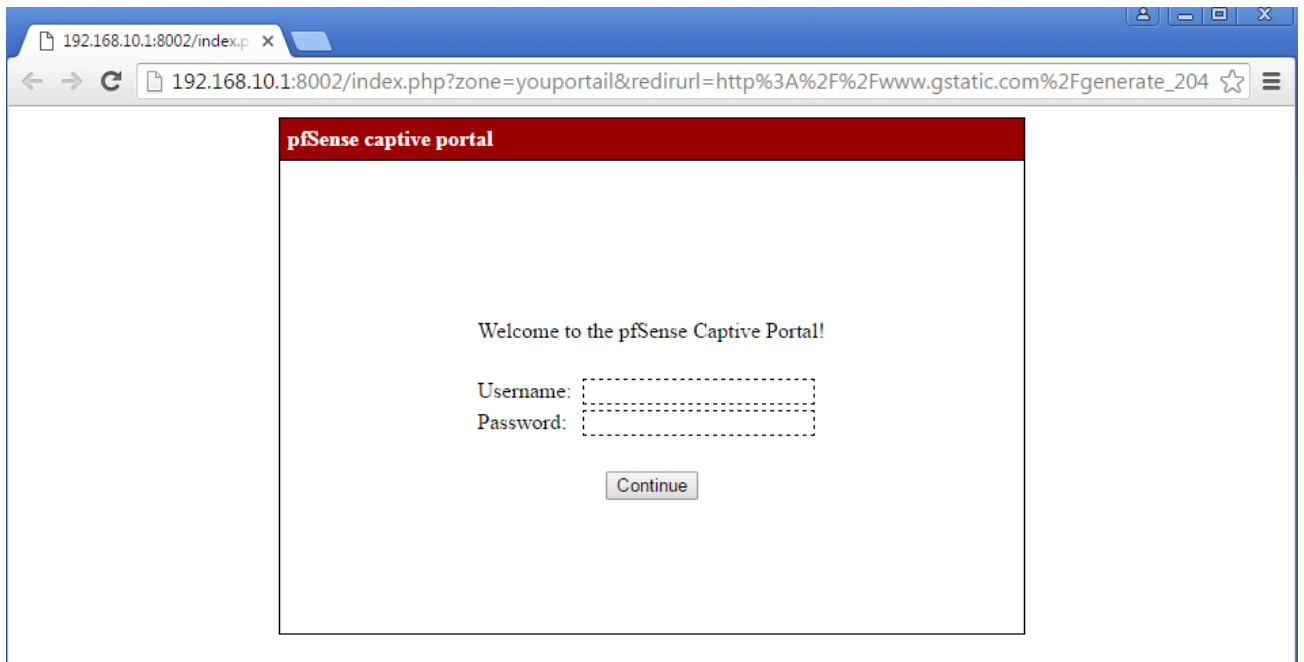 192.168.10.1:8002/index.p
192.168.10.1:8002/index.php?zone=youportail&redirurl=http%3A%2F%2Fwww.gstatic.com%2Fgenerate_204
pfSense captive portal
Welcome to the pfSense Captive Portal!
Username:
Password:
Continue